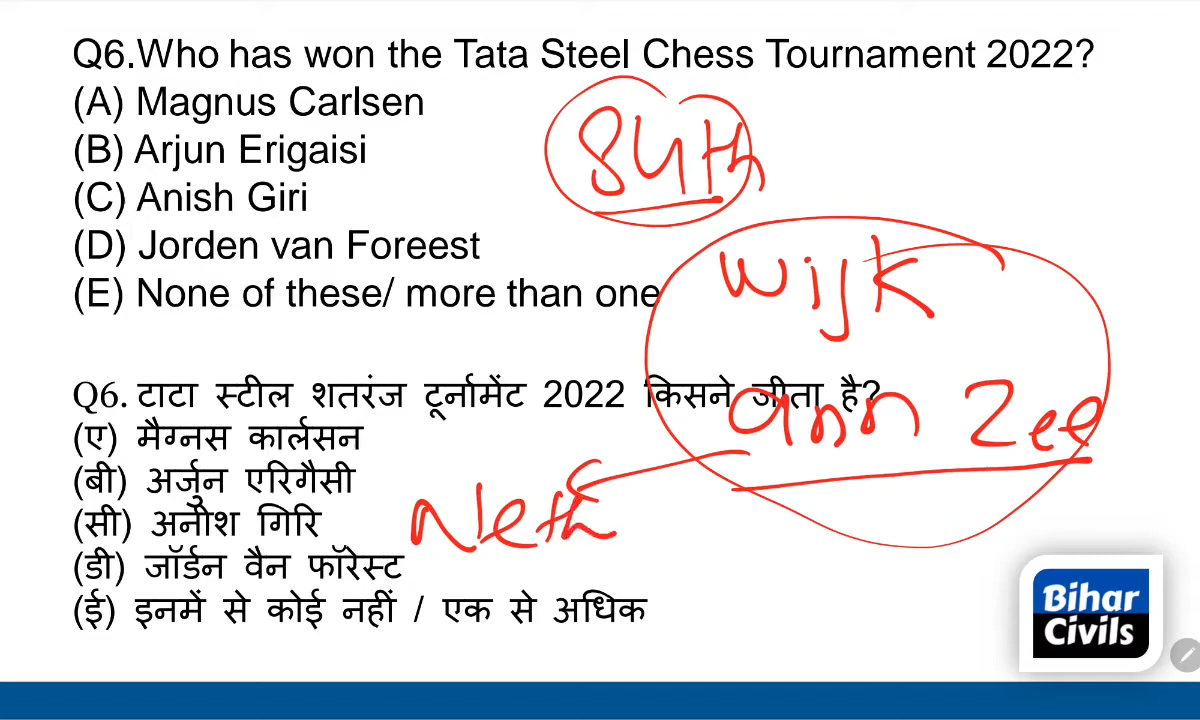 Q6.Who has won the Tata Steel Chess Tournament 2022?
(A) Magnus Carlsen
(B) Arjun Erigaisi
(C) Anish Giri
(D) Jorden van Foreest
(E) None of these/ more than one
84th
Wijk
ann Zee
Q6. टाटा स्टील शतरंज टूर्नामेंट 2022 किसने जीता है?
(ए) मैग्नस कार्लसन
(बी) अर्जुन एरिगैसी
(सी) अनीश गिरि
(डी) जॉर्डन वैन फॉरेस्ट
(ई) इनमें से कोई नहीं / एक से अधिक
Neth
Bihar
Civils